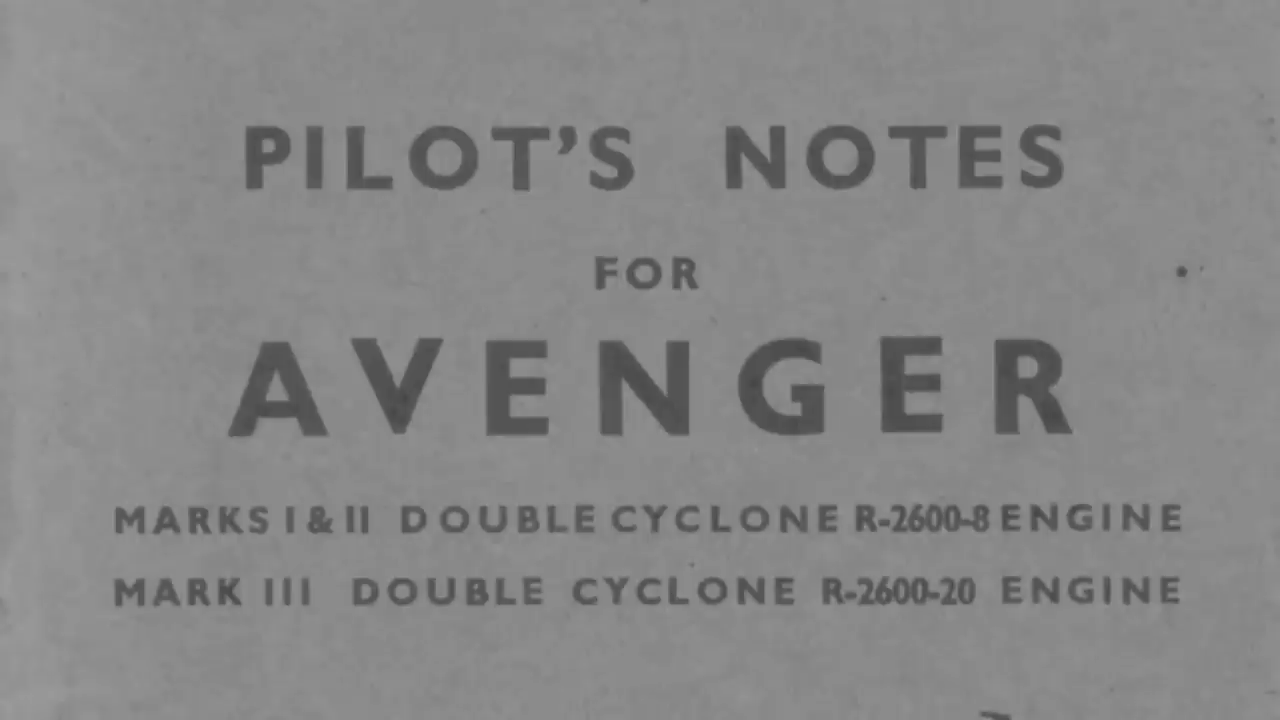 PILOT'S NOTES
FOR
AVENGER
MARKS I & II DOUBLE CYCLONE R-2600-8 ENGINE
MARK III DOUBLE CYCLONE R-2600-20 ENGINE